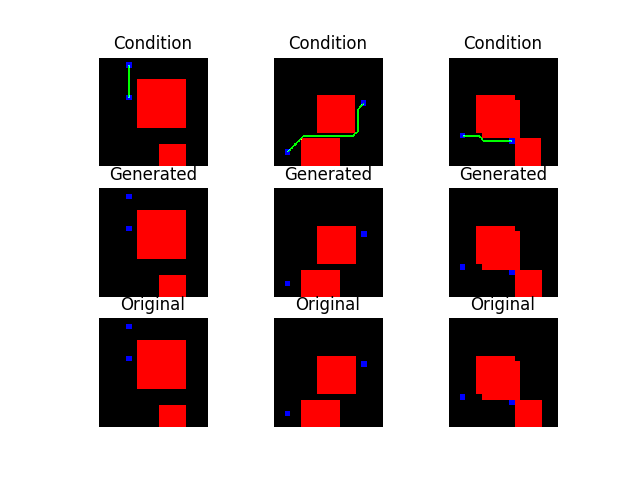 Condition
Condition
Condition
Generated
Generated
Generated
Original
Original
Original